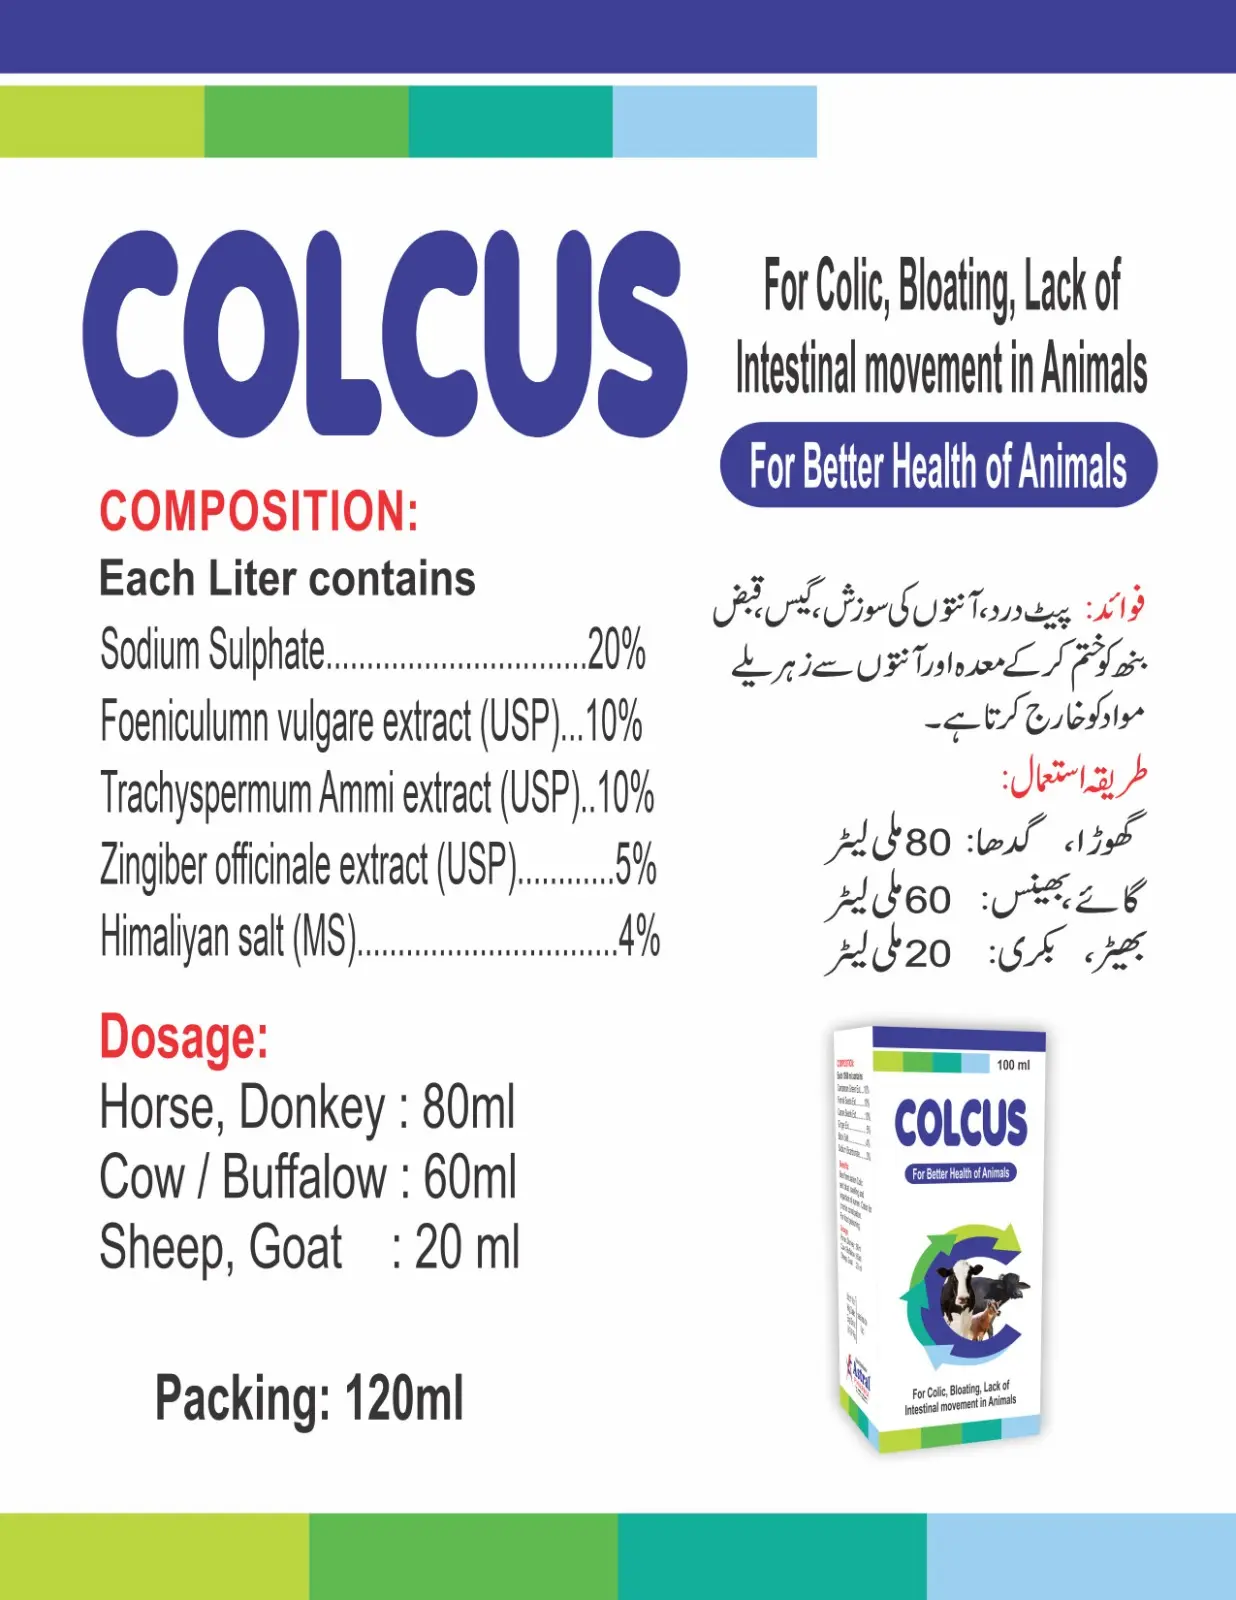 COLCUS
For Colic, Bloating, Lack of
Intestinal movement in Animals
For Better Health of Animals
COMPOSITION:
Each Liter contains
Sodium Sulphate................................20%
Foeniculumn vulgare extract (USP)...10%
Trachyspermum Ammi extract (USP)..10%
Zingiber officinale extract (USP)............5%
Himaliyan salt (MS)................................4%
Dosage:
Horse, Donkey : 80ml
Cow / Buffalow : 60ml
Sheep, Goat : 20 ml
Packing: 120ml
فوائد: پیٹ درد، آنتوں کی سوزش، گیس، قبض
بندھ کو ختم کر کے معدہ اور آنتوں سے زہریلے
مواد کو خارج کرتا ہے۔
طریقہ استعمال:
گھوڑا، گدھا: 80 ملی لیٹر
گائے، بھینس: 60 ملی لیٹر
بھیڑ، بکری: 20 ملی لیٹر
100 ml
COLCUS
For Better Health of Animals
For Colic, Bloating, Lack of
Intestinal movement in Animals
COMPOSITION: